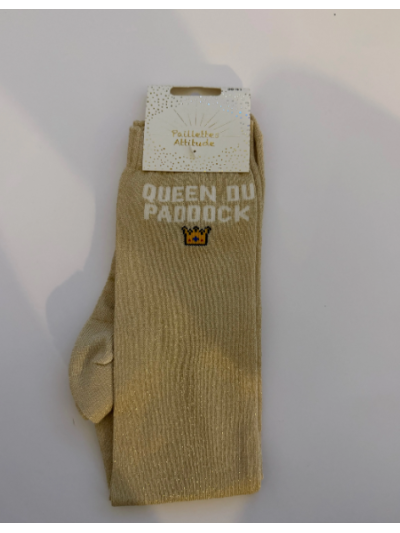 Paillettes
Attitude
QUEEN DU
PADDOCK